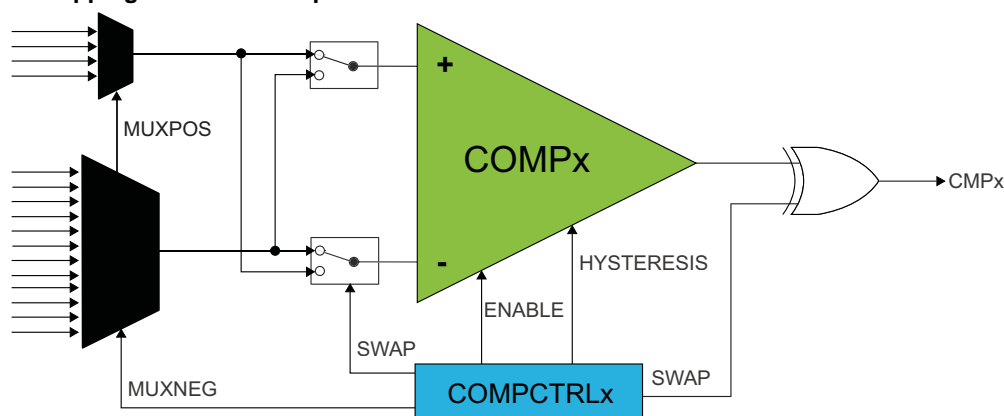 +
MUXPOS
COMPx
CMPx
-
HYSTERESIS
ENABLE
SWAP
SWAP
MUXNEG
COMPCTRLx